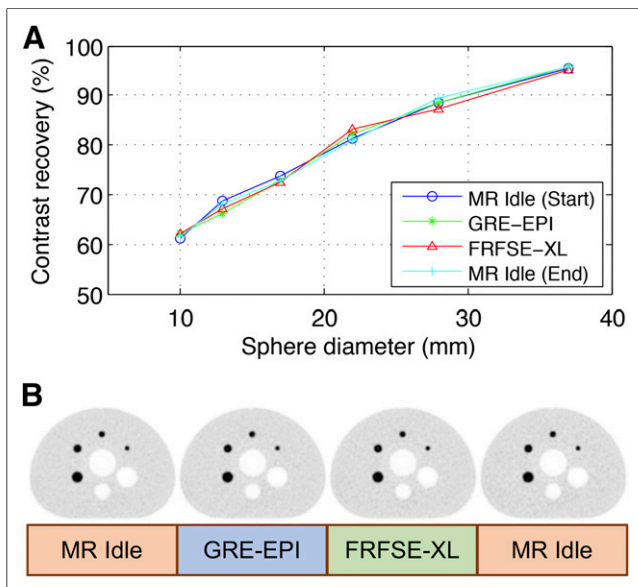 A
Contrast recovery (%)
100
90
80
70
60
50
10
20
30
40
Sphere diameter (mm)
MR Idle (Start)
GRE-EPI
FRFSE-XL
MR Idle (End)
B
MR Idle
GRE-EPI
FRFSE-XL
MR Idle